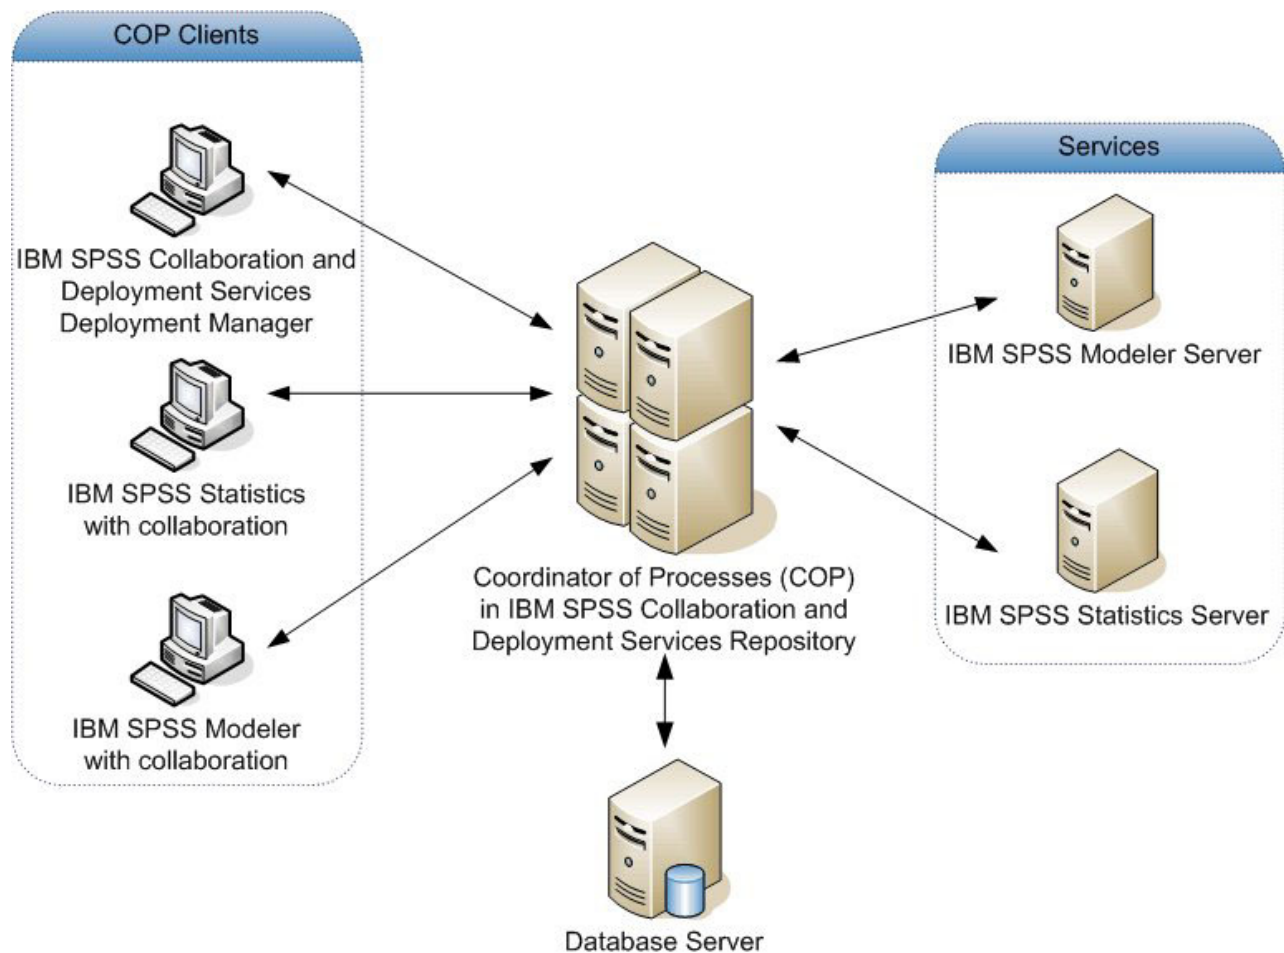 COP Clients
IBM SPSS Collaboration and
Deployment Services
Deployment Manager
IBM SPSS Statistics
with collaboration
IBM SPSS Modeler
with collaboration
Coordinator of Processes (COP)
in IBM SPSS Collaboration and
Deployment Services Repository
Database Server
Services
IBM SPSS Modeler Server
IBM SPSS Statistics Server